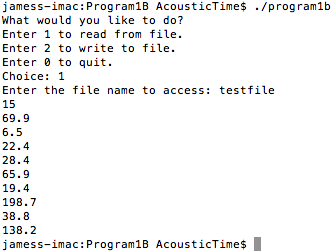 jamess-imac:Program1B AcousticTime$ ./program1b
What would you like to do?
Enter 1 to read from file.
Enter 2 to write to file.
Enter 0 to quit.
Choice: 1
Enter the file name to access: testfile
15
69.9
6.5
22.4
28.4
65.9
19.4
198.7
38.8
138.2
jamess-imac:Program1B AcousticTime$